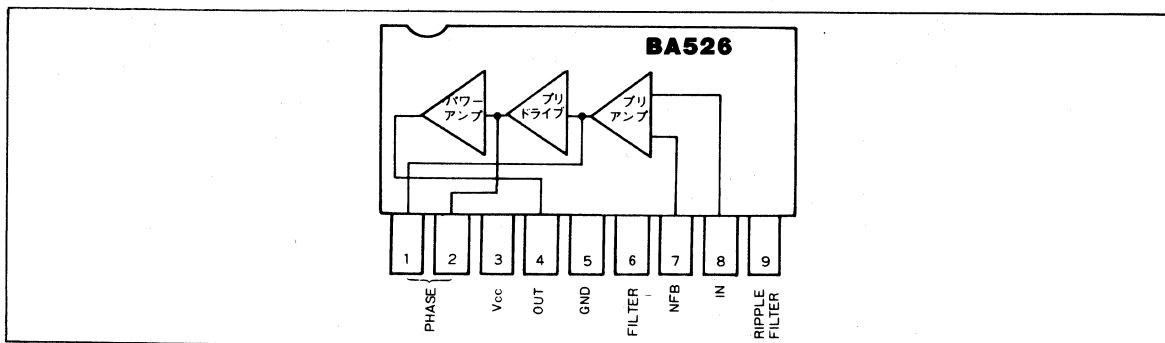 BA526
パワー
アンプ
プリ
ドライブ
プリ
アンプ
1 2 3 4 5 6 7 8 9
PHASE
Vcc
OUT
GND
FILTER
NFB
IN
RIPPLE
FILTER